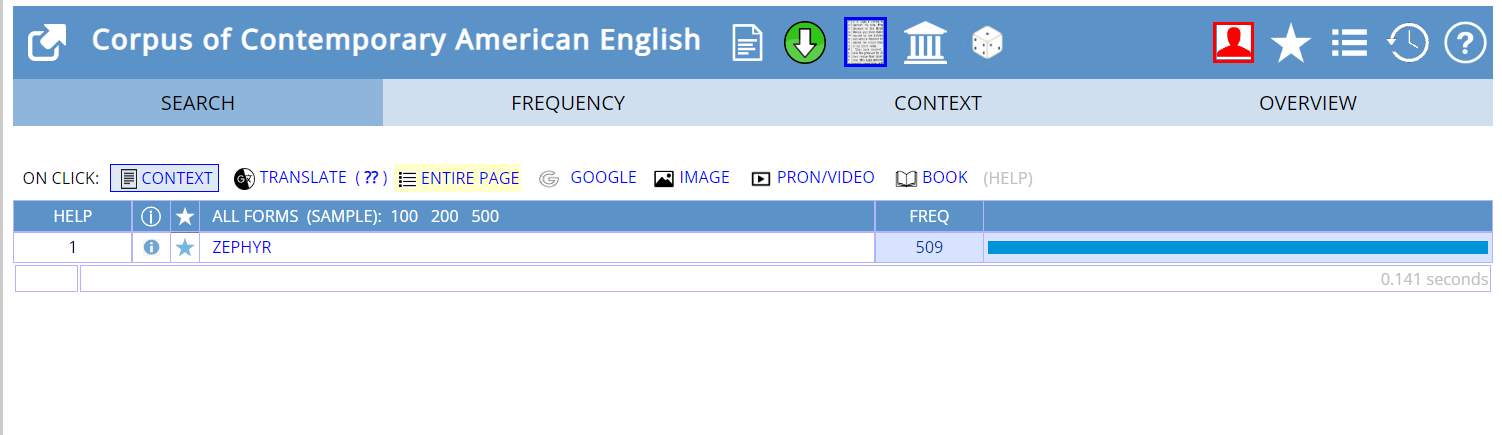 Corpus of Contemporary American English
SEARCH FREQUENCY CONTEXT OVERVIEW
ON CLICK: CONTEXT TRANSLATE ( ?? ) ENTIRE PAGE GOOGLE IMAGE PRON/VIDEO BOOK (HELP)
HELP ALL FORMS (SAMPLE): 100 200 500 FREQ
1 ZEPHYR 509
0.141 seconds